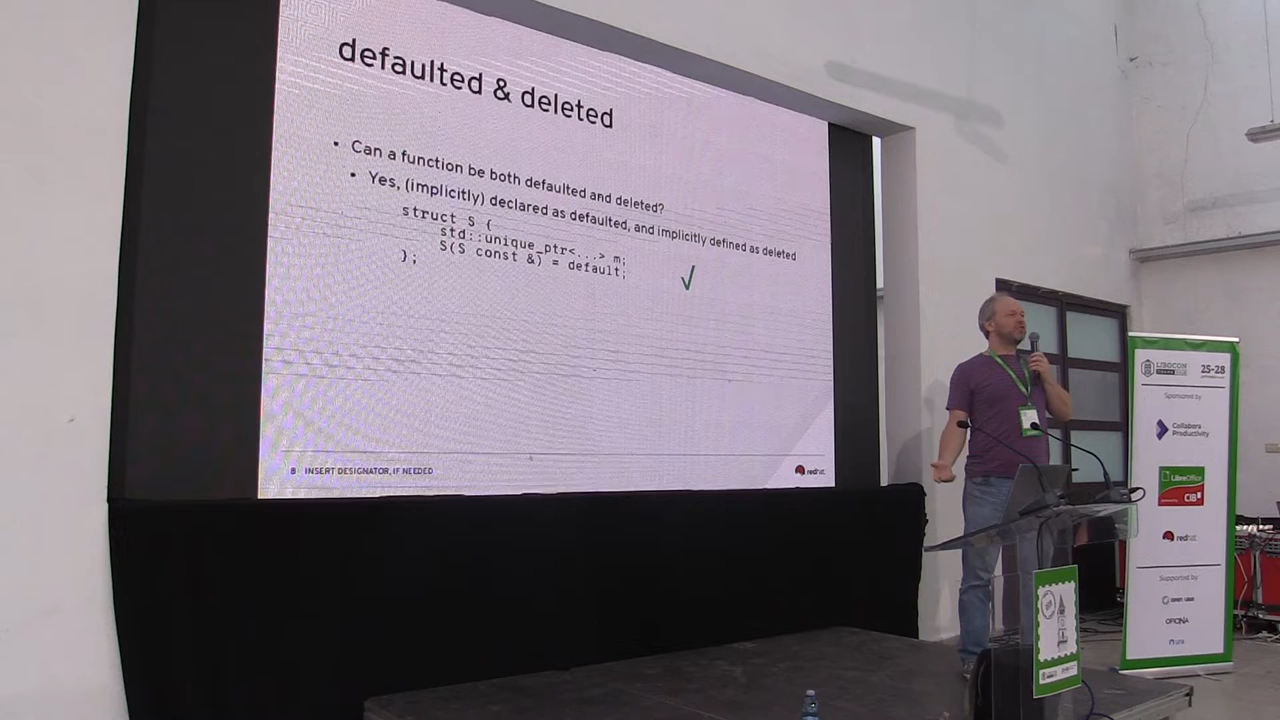 defaulted & deleted
• Can a function be both defaulted and deleted?
• Yes, (implicitly) declared as defaulted, and implicitly defined as deleted
struct S {
std::unique_ptr<...> m;
S(S const &) = default;
};
✓
8 INSERT DESIGNATOR, IF NEEDED
redhat
LIBOCON
25-28
Sponsored by
Collabora
Productivity
LibreOffice
CIB
redhat
Supported by
OFICINA